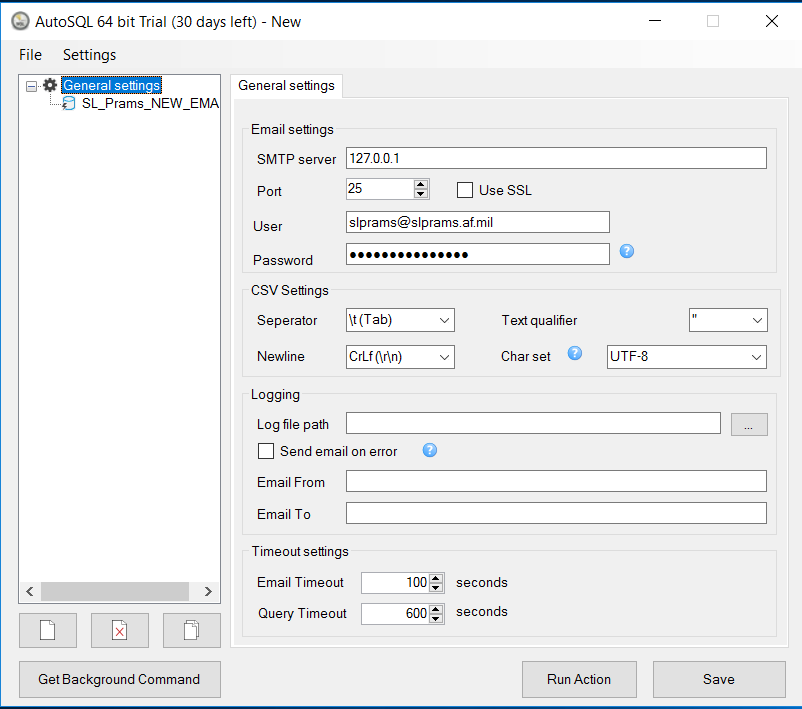 AutoSQL 64 bit Trial (30 days left) - New
File Settings
General settings
SL_Prams_NEW_EMA
General settings
Email settings
SMTP server 127.0.0.1
Port 25 Use SSL
User slprams@slprams.af.mil
Password ●●●●●●●●●●●●●●● ?
CSV Settings
Seperator \t (Tab) Text qualifier "
Newline CrLf (\r\n) Char set ? UTF-8
Logging
Log file path ...
Send email on error ?
Email From
Email To
Timeout settings
Email Timeout 100 seconds
Query Timeout 600 seconds
Get Background Command Run Action Save